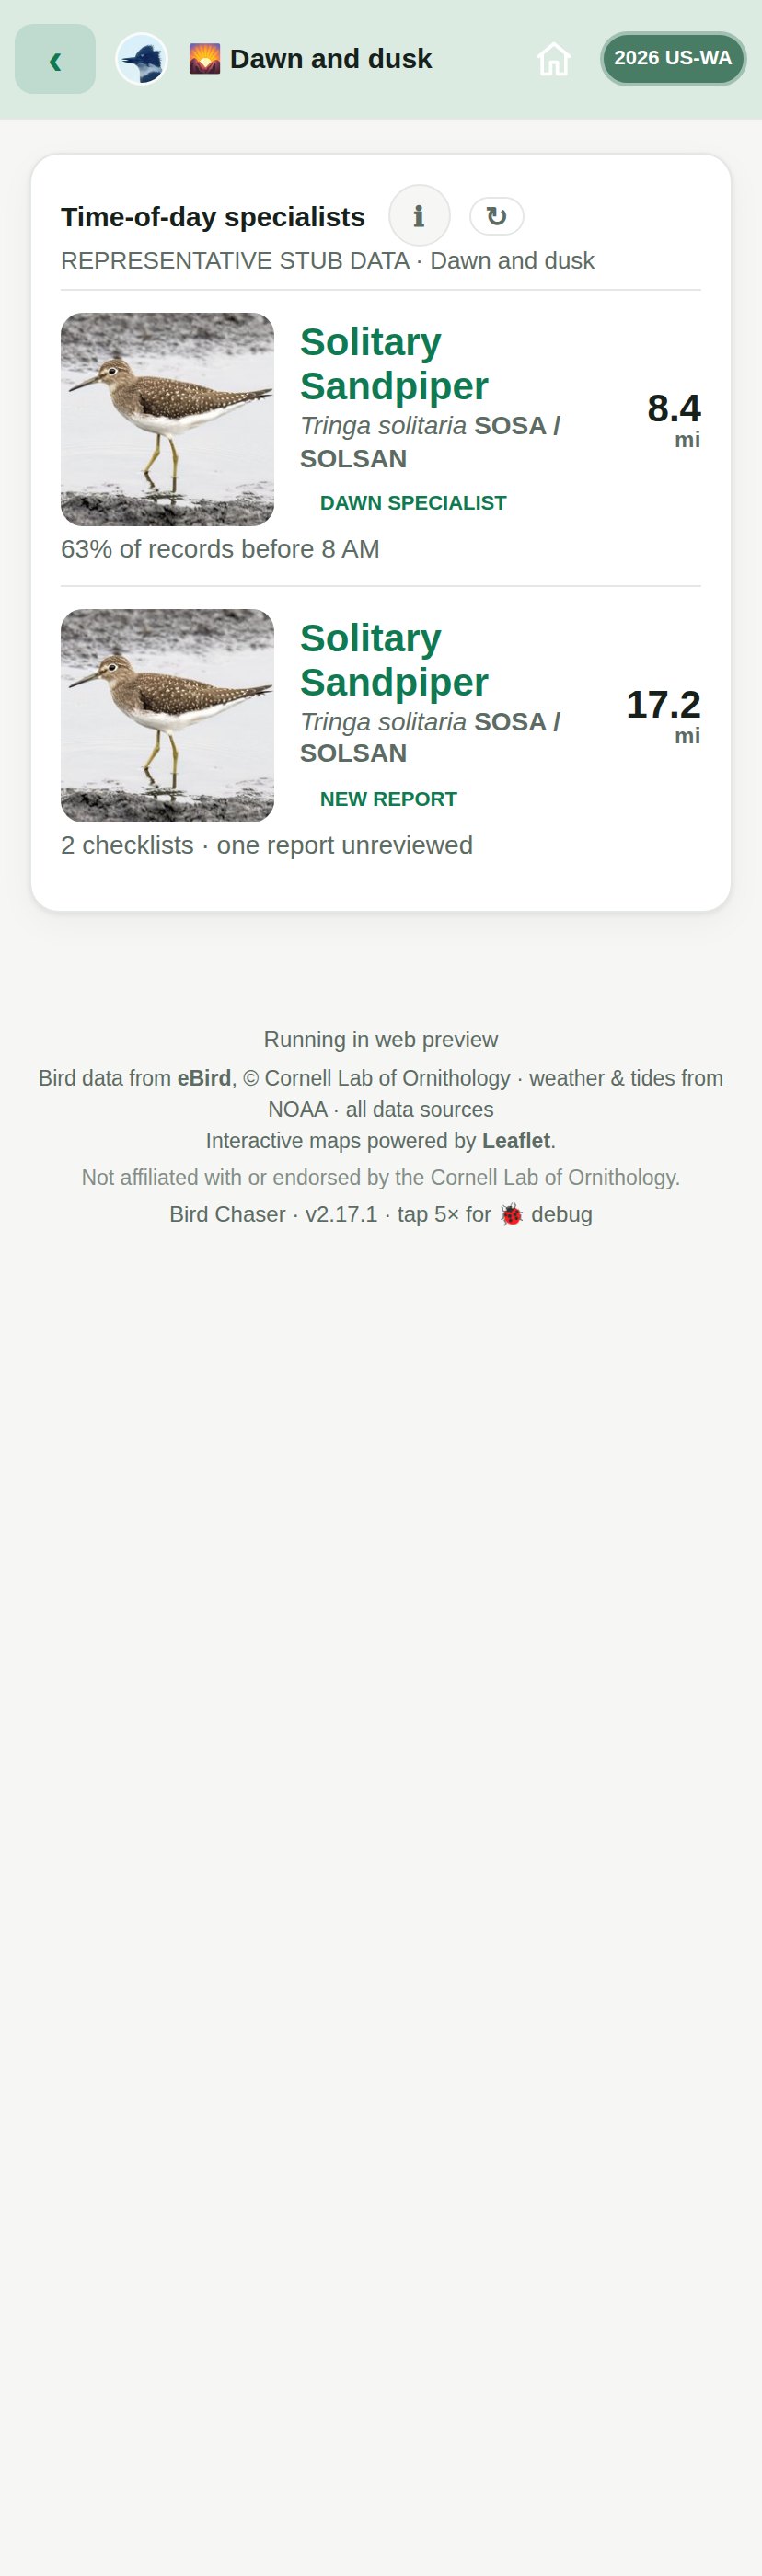 ‹ 🌄 Dawn and dusk 2026 US-WA
Time-of-day specialists ℹ ↻
REPRESENTATIVE STUB DATA · Dawn and dusk
Solitary
Sandpiper
Tringa solitaria SOSA /
SOLSAN
8.4
mi
DAWN SPECIALIST
63% of records before 8 AM
Solitary
Sandpiper
Tringa solitaria SOSA /
SOLSAN
17.2
mi
NEW REPORT
2 checklists · one report unreviewed
Running in web preview
Bird data from eBird, © Cornell Lab of Ornithology · weather & tides from
NOAA · all data sources
Interactive maps powered by Leaflet.
Not affiliated with or endorsed by the Cornell Lab of Ornithology.
Bird Chaser · v2.17.1 · tap 5× for 🐞 debug